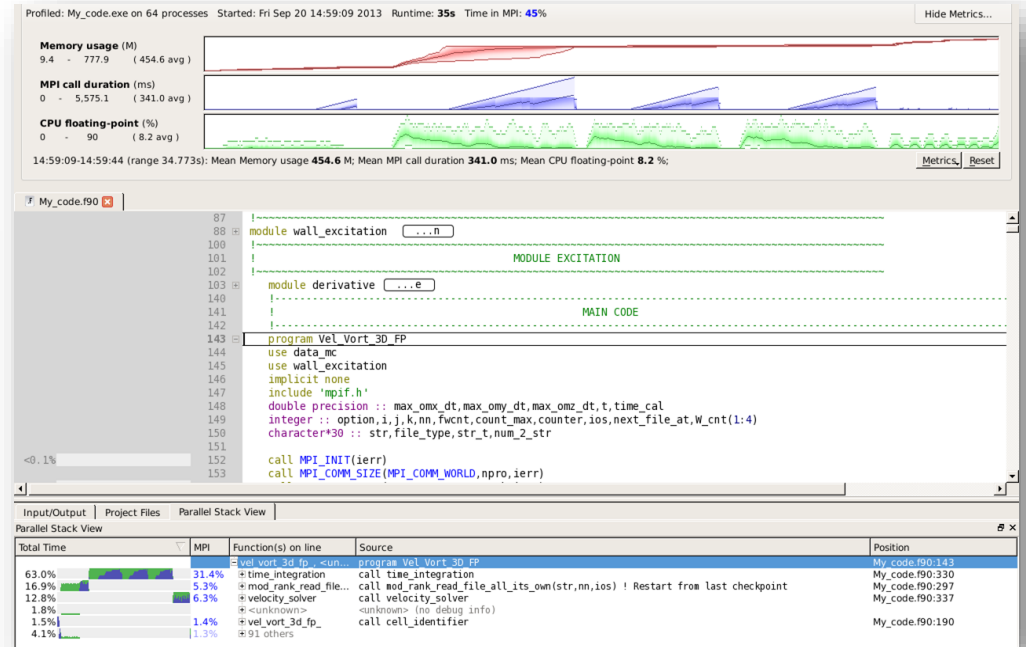 Profiled: My_code.exe on 64 processes Started: Fri Sep 20 14:59:09 2013 Runtime: 35s Time in MPI: 45%
Hide Metrics...
Memory usage (M)
9.4 - 777.9 ( 454.6 avg )
MPI call duration (ms)
0 - 5,575.1 ( 341.0 avg )
CPU floating-point (%)
0 - 90 ( 8.2 avg )
14:59:09-14:59:44 (range 34.773s): Mean Memory usage 454.6 M; Mean MPI call duration 341.0 ms; Mean CPU floating-point 8.2 %;
Metrics Reset
F My_code.f90
87 !~~~~~~~~~~~~~~~~~~~~~~~~~~~~~~~~~~~~~~~~~~~~~~~~~~~~~~~~~~~~~~~~~~~~~~~~~~~~~~~~
88 module wall_excitation ...n
100 !~~~~~~~~~~~~~~~~~~~~~~~~~~~~~~~~~~~~~~~~~~~~~~~~~~~~~~~~~~~~~~~~~~~~~~~~~~~~~~~~
101 ! MODULE EXCITATION
102 !~~~~~~~~~~~~~~~~~~~~~~~~~~~~~~~~~~~~~~~~~~~~~~~~~~~~~~~~~~~~~~~~~~~~~~~~~~~~~~~~
103 module derivative ...e
140 !--------------------------------------------------------------------------------
141 ! MAIN CODE
142 !--------------------------------------------------------------------------------
143 program Vel_Vort_3D_FP
144 use data_mc
145 use wall_excitation
146 implicit none
147 include 'mpif.h'
148 double precision :: max_omx_dt,max_omy_dt,max_omz_dt,t,time_cal
149 integer :: option,i,j,k,nn,fwcnt,count_max,counter,ios,next_file_at,W_cnt(1:4)
150 character*30 :: str,file_type,str_t,num_2_str
151
<0.1% 152 call MPI_INIT(ierr)
153 call MPI_COMM_SIZE(MPI_COMM_WORLD,npro,ierr)
Input/Output Project Files Parallel Stack View
Parallel Stack View
Total Time MPI Function(s) on line Source Position
vel_vort_3d_fp_, <un... program Vel_Vort_3D_FP My_code.f90:143
63.0% 31.4% time_integration call time_integration My_code.f90:330
16.9% 5.3% mod_rank_read_file... call mod_rank_read_file_all_its_own(str,nn,ios) ! Restart from last checkpoint My_code.f90:297
12.8% 6.3% velocity_solver call velocity_solver My_code.f90:337
1.8% <unknown> <unknown> (no debug info)
1.5% 1.4% vel_vort_3d_fp_ call cell_identifier My_code.f90:190
4.1% 1.3% 91 others